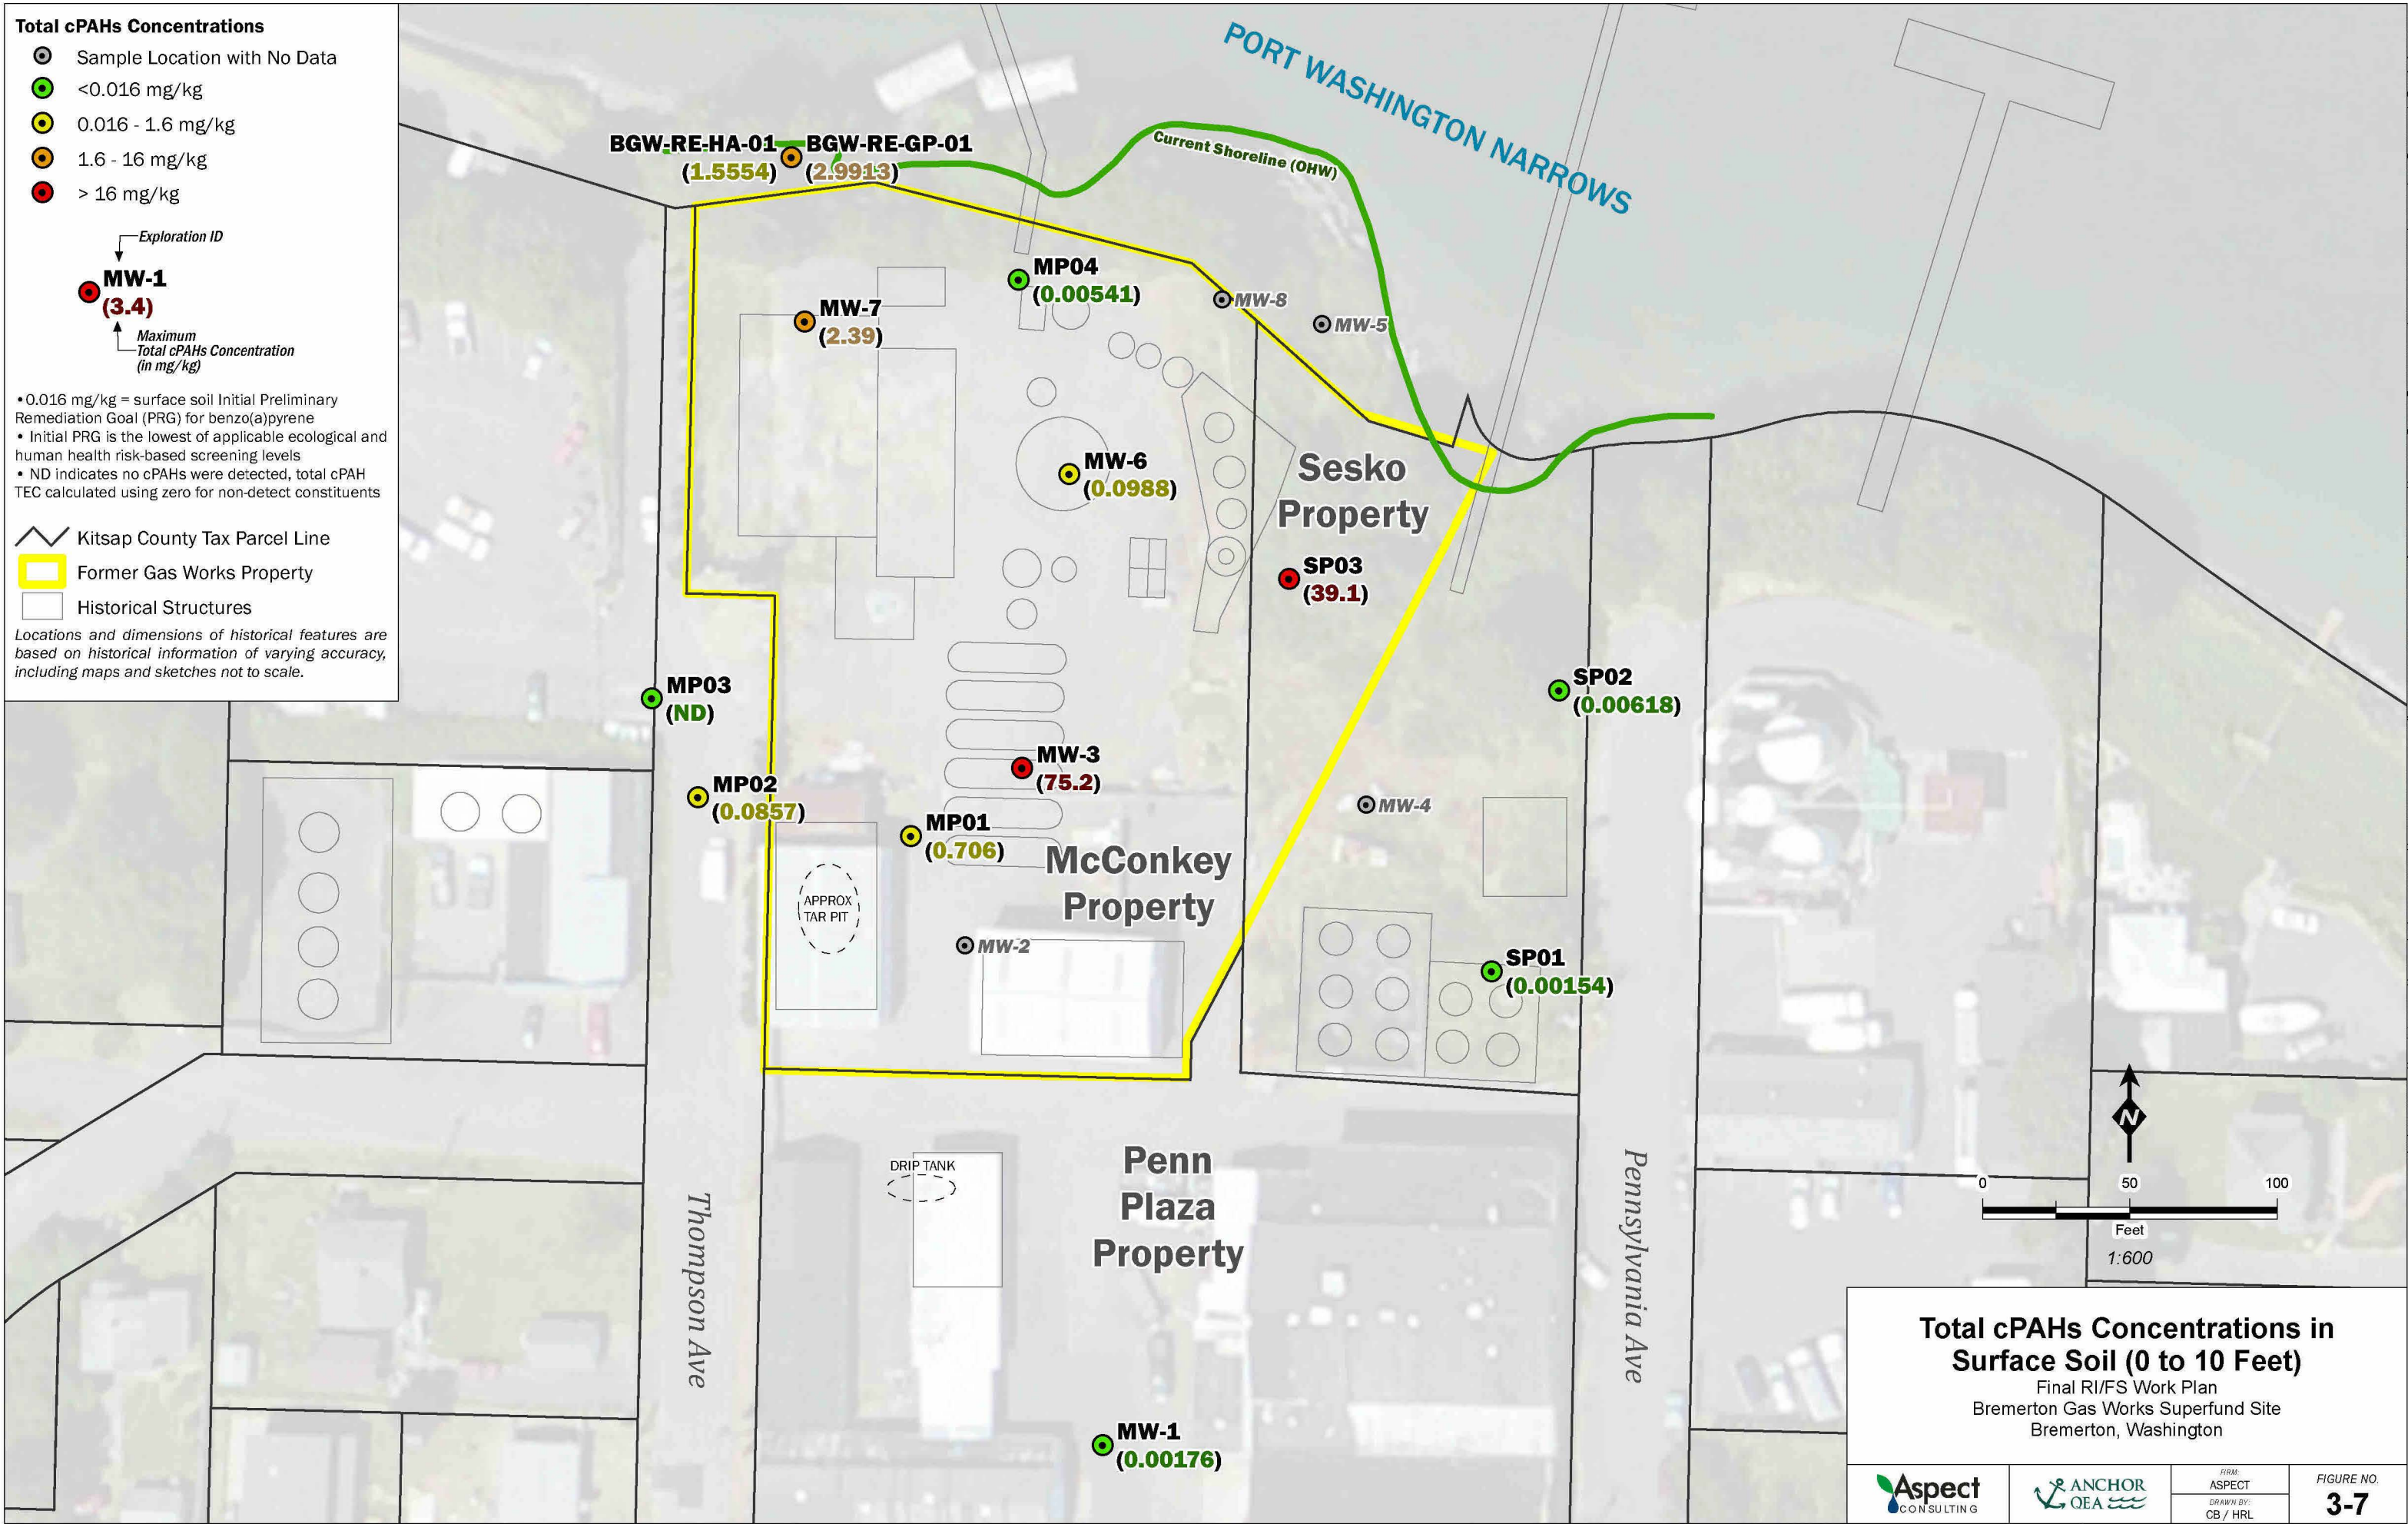 Total cPAHs Concentrations
Sample Location with No Data
<0.016 mg/kg
0.016 - 1.6 mg/kg
1.6 - 16 mg/kg
> 16 mg/kg
Exploration ID
MW-1
(3.4)
Maximum
Total cPAHs Concentration
(in mg/kg)
•0.016 mg/kg = surface soil Initial Preliminary
Remediation Goal (PRG) for benzo(a)pyrene
• Initial PRG is the lowest of applicable ecological and
human health risk-based screening levels
• ND indicates no cPAHs were detected, total cPAH
TEC calculated using zero for non-detect constituents
Kitsap County Tax Parcel Line
Former Gas Works Property
Historical Structures
Locations and dimensions of historical features are
based on historical information of varying accuracy,
including maps and sketches not to scale.
PORT WASHINGTON NARROWS
Current Shoreline (OHW)
BGW-RE-HA-01
(1.5554)
BGW-RE-GP-01
(2.9913)
MP04
(0.00541)
MW-8
MW-5
MW-7
(2.39)
MW-6
(0.0988)
Sesko
Property
SP03
(39.1)
MP03
(ND)
SP02
(0.00618)
MW-3
(75.2)
MP02
(0.0857)
MW-4
MP01
(0.706)
McConkey
Property
APPROX
TAR PIT
MW-2
SP01
(0.00154)
DRIP TANK
Penn
Plaza
Property
Thompson Ave
Pennsylvania Ave
MW-1
(0.00176)
N
0 50 100
Feet
1:600
Total cPAHs Concentrations in
Surface Soil (0 to 10 Feet)
Final RI/FS Work Plan
Bremerton Gas Works Superfund Site
Bremerton, Washington
Aspect
CONSULTING
ANCHOR
QEA
FIRM:
ASPECT
DRAWN BY:
CB / HRL
FIGURE NO.
3-7